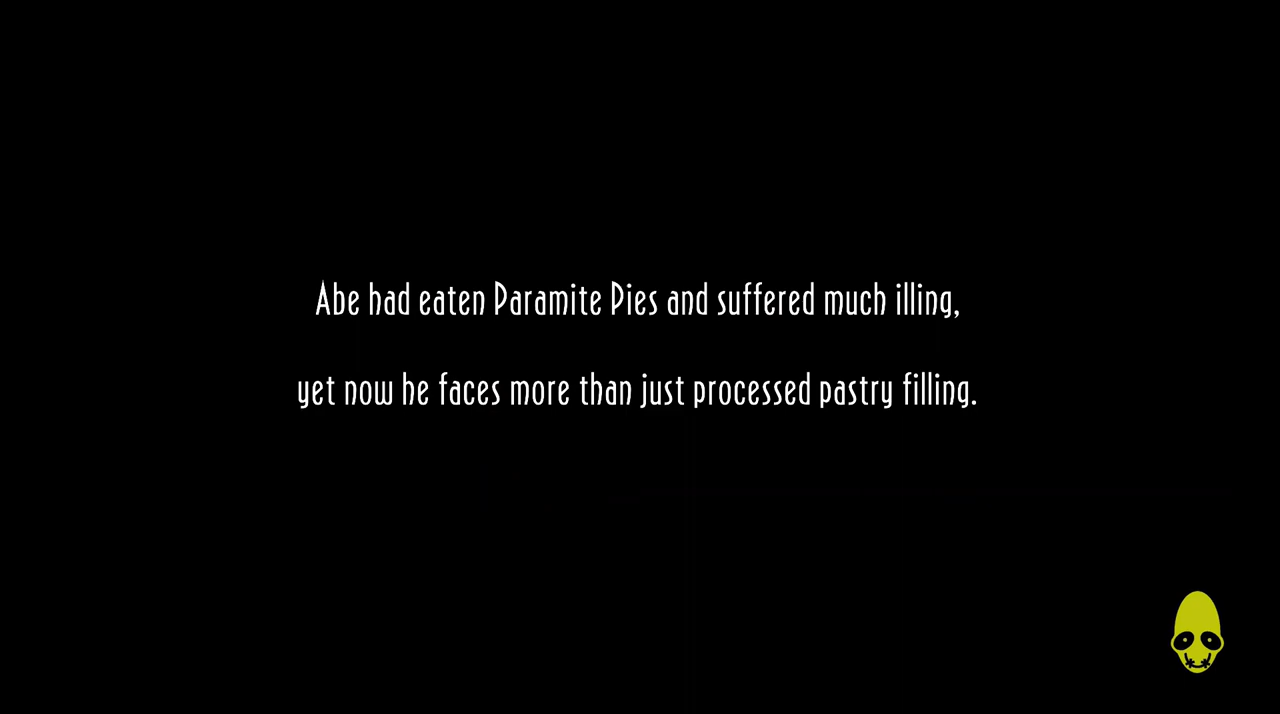 Abe had eaten Paramite Pies and suffered much illing,
yet now he faces more than just processed pastry filling.